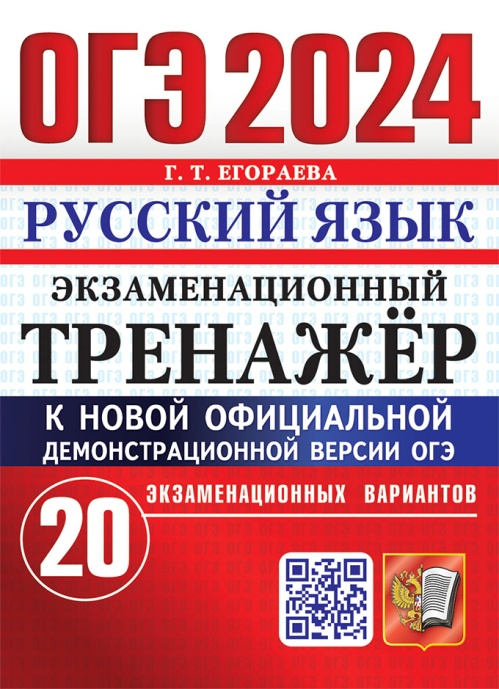 ОГЭ 2024
Г. Т. ЕГОРАЕВА
РУССКИЙ ЯЗЫК
ЭКЗАМЕНАЦИОННЫЙ
ТРЕНАЖЁР
К НОВОЙ ОФИЦИАЛЬНОЙ
ДЕМОНСТРАЦИОННОЙ ВЕРСИИ ОГЭ
20
ЭКЗАМЕНАЦИОННЫХ ВАРИАНТОВ